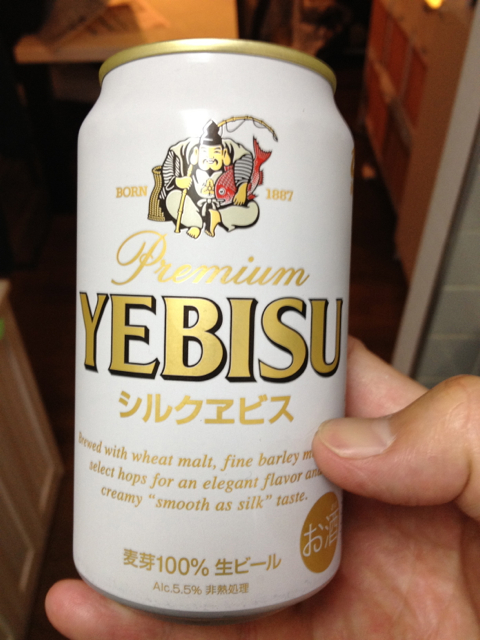 BORN 1887
Premium
YEBISU
シルクヱビス
brewed with wheat malt, fine barley
select hops for an elegant flavor and
creamy "smooth as silk" taste.
お酒
麦芽100% 生ビール
Alc.5.5% 非熱処理